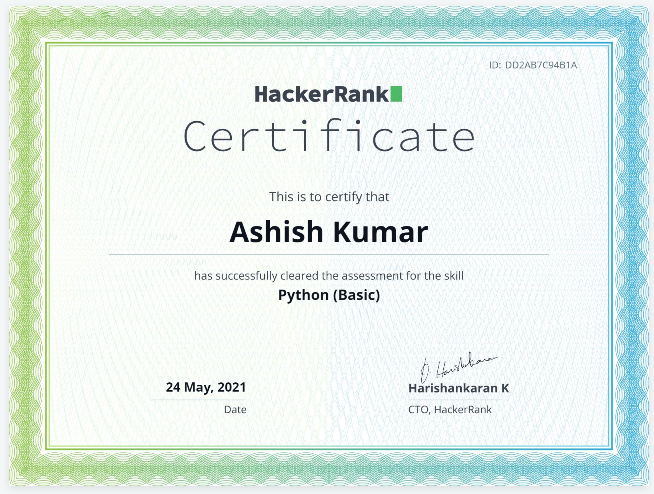 ID: DD2AB7C94B1A
HackerRank
Certificate
This is to certify that
Ashish Kumar
has successfully cleared the assessment for the skill
Python (Basic)
24 May, 2021
Date
Harishankaran K
CTO, HackerRank